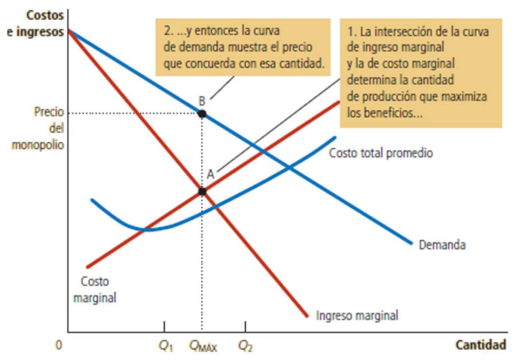 Costos
e ingresos
2. ...y entonces la curva
de demanda muestra el precio
que concuerda con esa cantidad.
1. La intersección de la curva
de ingreso marginal
y la de costo marginal
determina la cantidad
de producción que maximiza
los beneficios...
B
Precio
del
monopolio
Costo total promedio
A
Demanda
Costo
marginal
Ingreso marginal
0
Q1
QMÁX
Q2
Cantidad